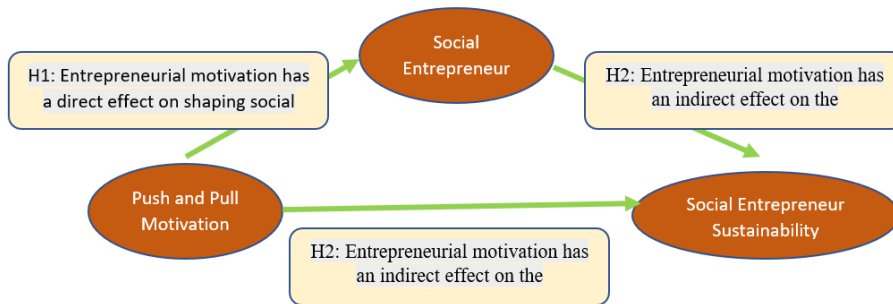 Social
Entrepreneur
H1: Entrepreneurial motivation has
a direct effect on shaping social
H2: Entrepreneurial motivation has
an indirect effect on the
Push and Pull
Motivation
Social Entrepreneur
Sustainability
H2: Entrepreneurial motivation has
an indirect effect on the